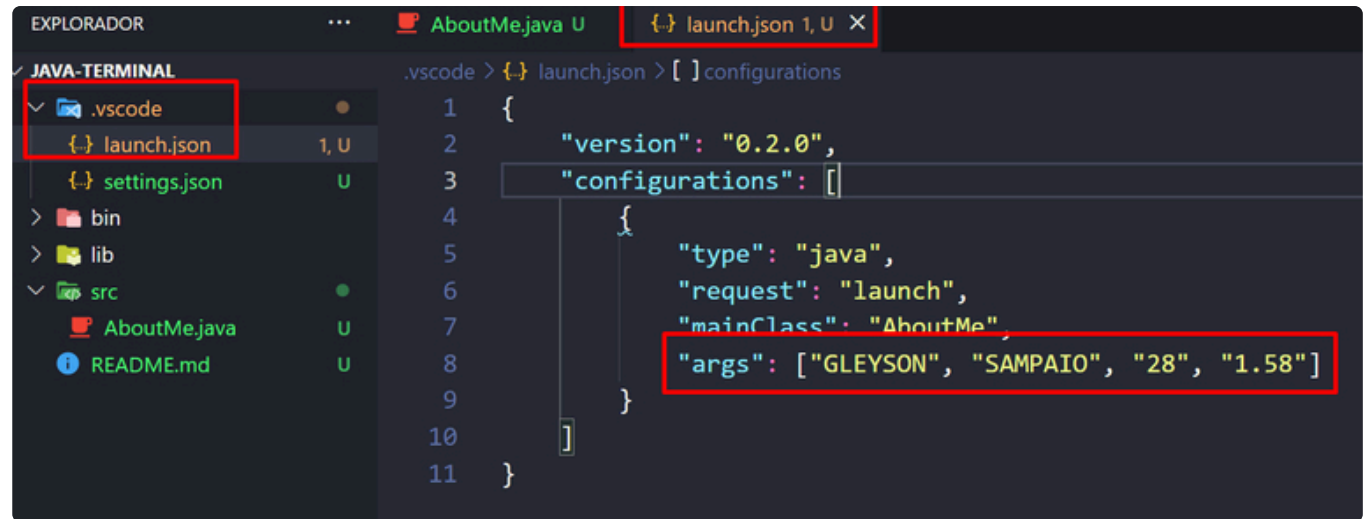 EXPLORADOR ...
JAVA-TERMINAL
.vscode
{..} launch.json 1, U
{..} settings.json U
bin
lib
src
AboutMe.java U
README.md U
AboutMe.java U {..} launch.json 1, U ×
.vscode > {..} launch.json > [ ] configurations
1 {
2 "version": "0.2.0",
3 "configurations": [
4 {
5 "type": "java",
6 "request": "launch",
7 "mainClass": "AboutMe",
8 "args": ["GLEYSON", "SAMPAIO", "28", "1.58"]
9 }
10 ]
11 }